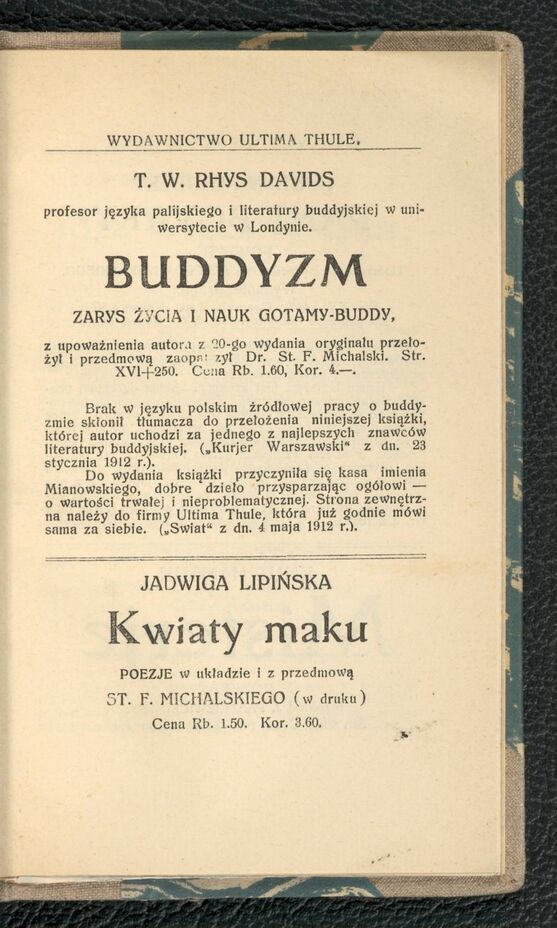 WYDAWNICTWO ULTIMA THULE.
T. W. RHYS DAVIDS
profesor języka palijskiego i literatury buddyjskiej w uni-
wersytecie w Londynie.
BUDDYZM
ZARYS ŻYCIA I NAUK GOTAMY-BUDDY,
z upoważnienia autora z 20-go wydania oryginału przeło-
żył i przedmową zaopatrzył Dr. St. F. Michalski. Str.
XVI+250. Cena Rb. 1.60, Kor. 4.—.
Brak w języku polskim źródłowej pracy o buddy-
zmie skłonił tłumacza do przełożenia niniejszej książki,
której autor uchodzi za jednego z najlepszych znawców
literatury buddyjskiej. („Kurjer Warszawski“ z dn. 23
stycznia 1912 r.).
Do wydania książki przyczyniła się kasa imienia
Mianowskiego, dobre dzieło przysparzając ogółowi —
o wartości trwałej i nieproblematycznej. Strona zewnętrz-
na należy do firmy Ultima Thule, która już godnie mówi
sama za siebie. („Swiat“ z dn. 4 maja 1912 r.).
JADWIGA LIPIŃSKA
Kwiaty maku
POEZJE w układzie i z przedmową
ST. F. MICHALSKIEGO (w druku)
Cena Rb. 1.50. Kor. 3.60.